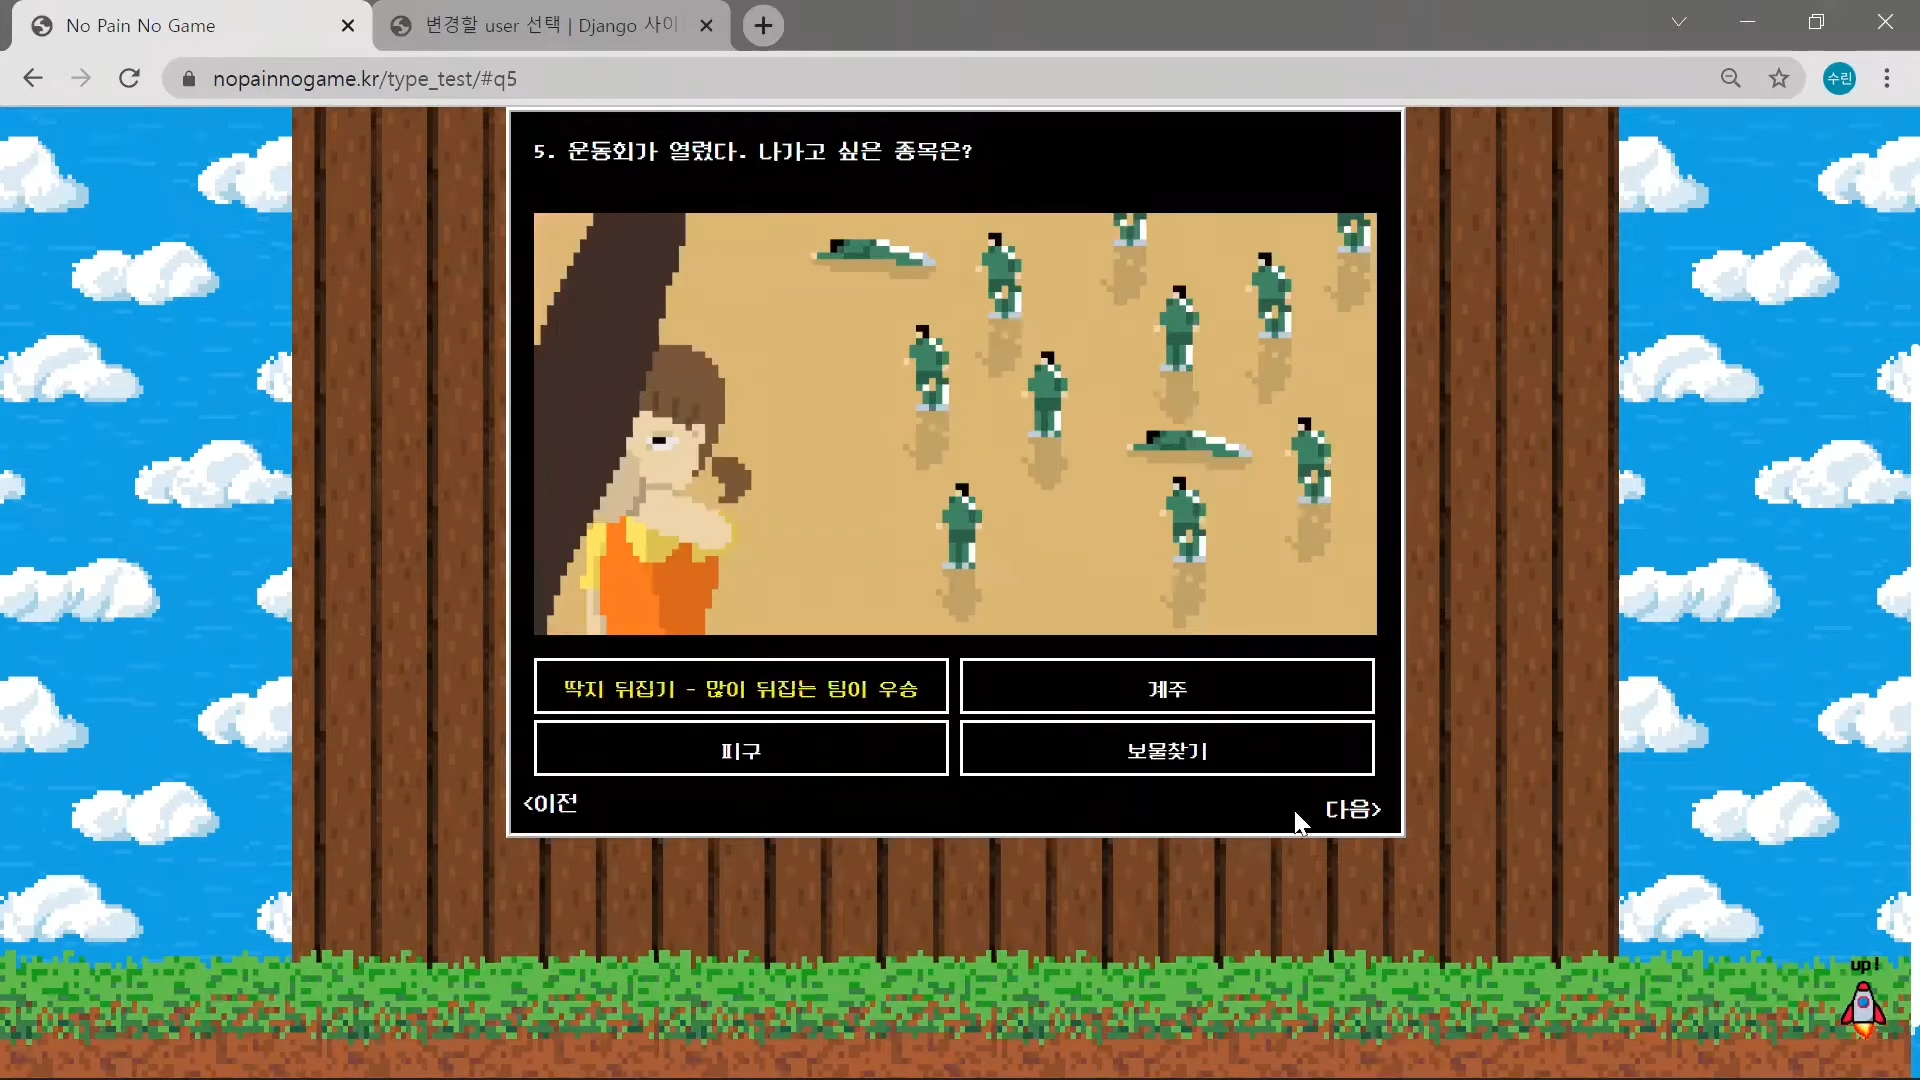 No Pain No Game
변경할 user 선택 | Django 사이
nopainnogame.kr/type_test/#q5
수린
5. 운동회가 열렸다. 나가고 싶은 종목은?
딱지 뒤집기 - 많이 뒤집는 팀이 우승
계주
피구
보물찾기
<이전
다음>
up!